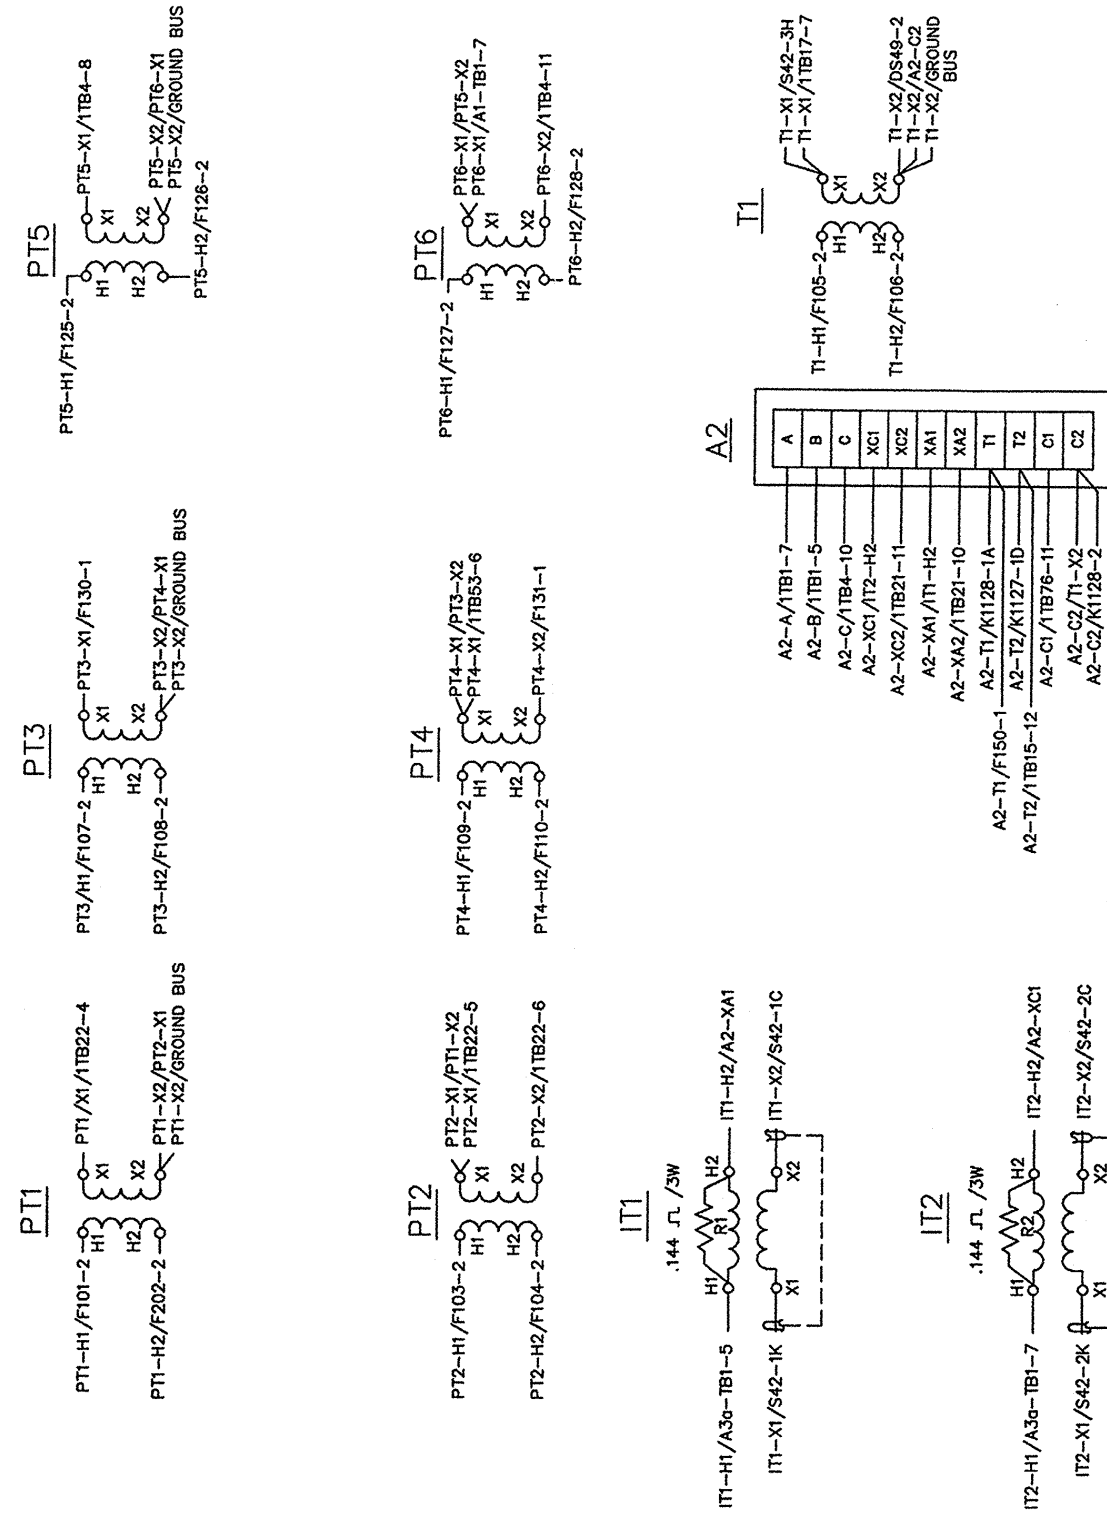 PT1
PT1-H1/F101-2
H1
X1
PT1/X1/1TB22-4
PT1-H2/F202-2
H2
X2
PT1-X2/PT2-X1
PT1-X2/GROUND BUS
PT3
PT3/H1/F107-2
H1
X1
PT3-X1/F130-1
PT3-H2/F108-2
H2
X2
PT3-X2/PT4-X1
PT3-X2/GROUND BUS
PT5
PT5-H1/F125-2
H1
X1
PT5-X1/1TB4-8
H2
X2
PT5-X2/PT6-X1
PT5-X2/GROUND BUS
PT5-H2/F126-2
PT2
PT2-H1/F103-2
H1
X1
PT2-X1/PT1-X2
PT2-X1/1TB22-5
PT2-H2/F104-2
H2
X2
PT2-X2/1TB22-6
PT4
PT4-H1/F109-2
H1
X1
PT4-X1/PT3-X2
PT4-X1/1TB53-6
PT4-H2/F110-2
H2
X2
PT4-X2/F131-1
PT6
PT6-H1/F127-2
H1
X1
PT6-X1/PT5-X2
PT6-X1/A1-TB1-7
H2
X2
PT6-X2/1TB4-11
PT6-H2/F128-2
IT1
.144 Ω /3W
IT1-H1/A3a-TB1-5
H1
R1
H2
IT1-H2/A2-XA1
IT1-X1/S42-1K
X1
X2
IT1-X2/S42-1C
IT2
.144 Ω /3W
IT2-H1/A3a-TB1-7
H1
R2
H2
IT2-H2/A2-XC1
IT2-X1/S42-2K
X1
X2
IT2-X2/S42-2C
A2
A2-A/1TB1-7
A
A2-B/1TB1-5
B
A2-C/1TB4-10
C
A2-XC1/IT2-H2
XC1
A2-XC2/1TB21-11
XC2
A2-XA1/IT1-H2
XA1
A2-XA2/1TB21-10
XA2
A2-T1/K1128-1A
T1
A2-T1/F150-1
A2-T2/K1127-1D
T2
A2-T2/1TB15-12
A2-C1/1TB76-11
C1
A2-C2/T1-X2
C2
A2-C2/K1128-2
T1
T1-H1/F105-2
H1
X1
T1-X1/S42-3H
T1-X1/1TB17-7
T1-H2/F106-2
H2
X2
T1-X2/DS49-2
T1-X2/A2-C2
T1-X2/GROUND
BUS